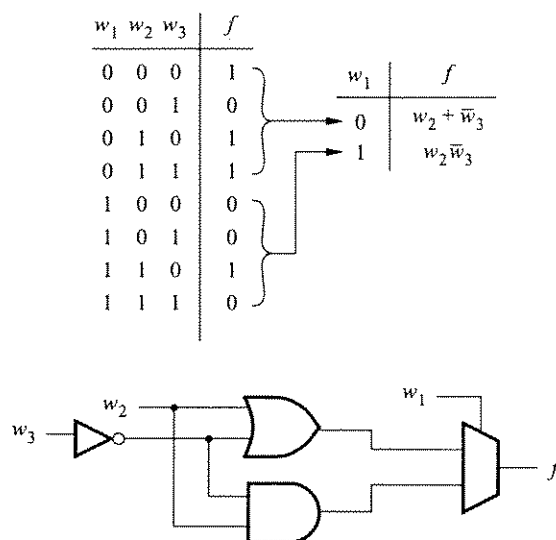 w₁ w₂ w₃ f
0 0 0 1
0 0 1 0
0 1 0 1
0 1 1 1
1 0 0 0
1 0 1 0
1 1 0 1
1 1 1 0
w₁ f
0 w₂ + w̅₃
1 w₂w̅₃
w₁
w₂
w₃
f